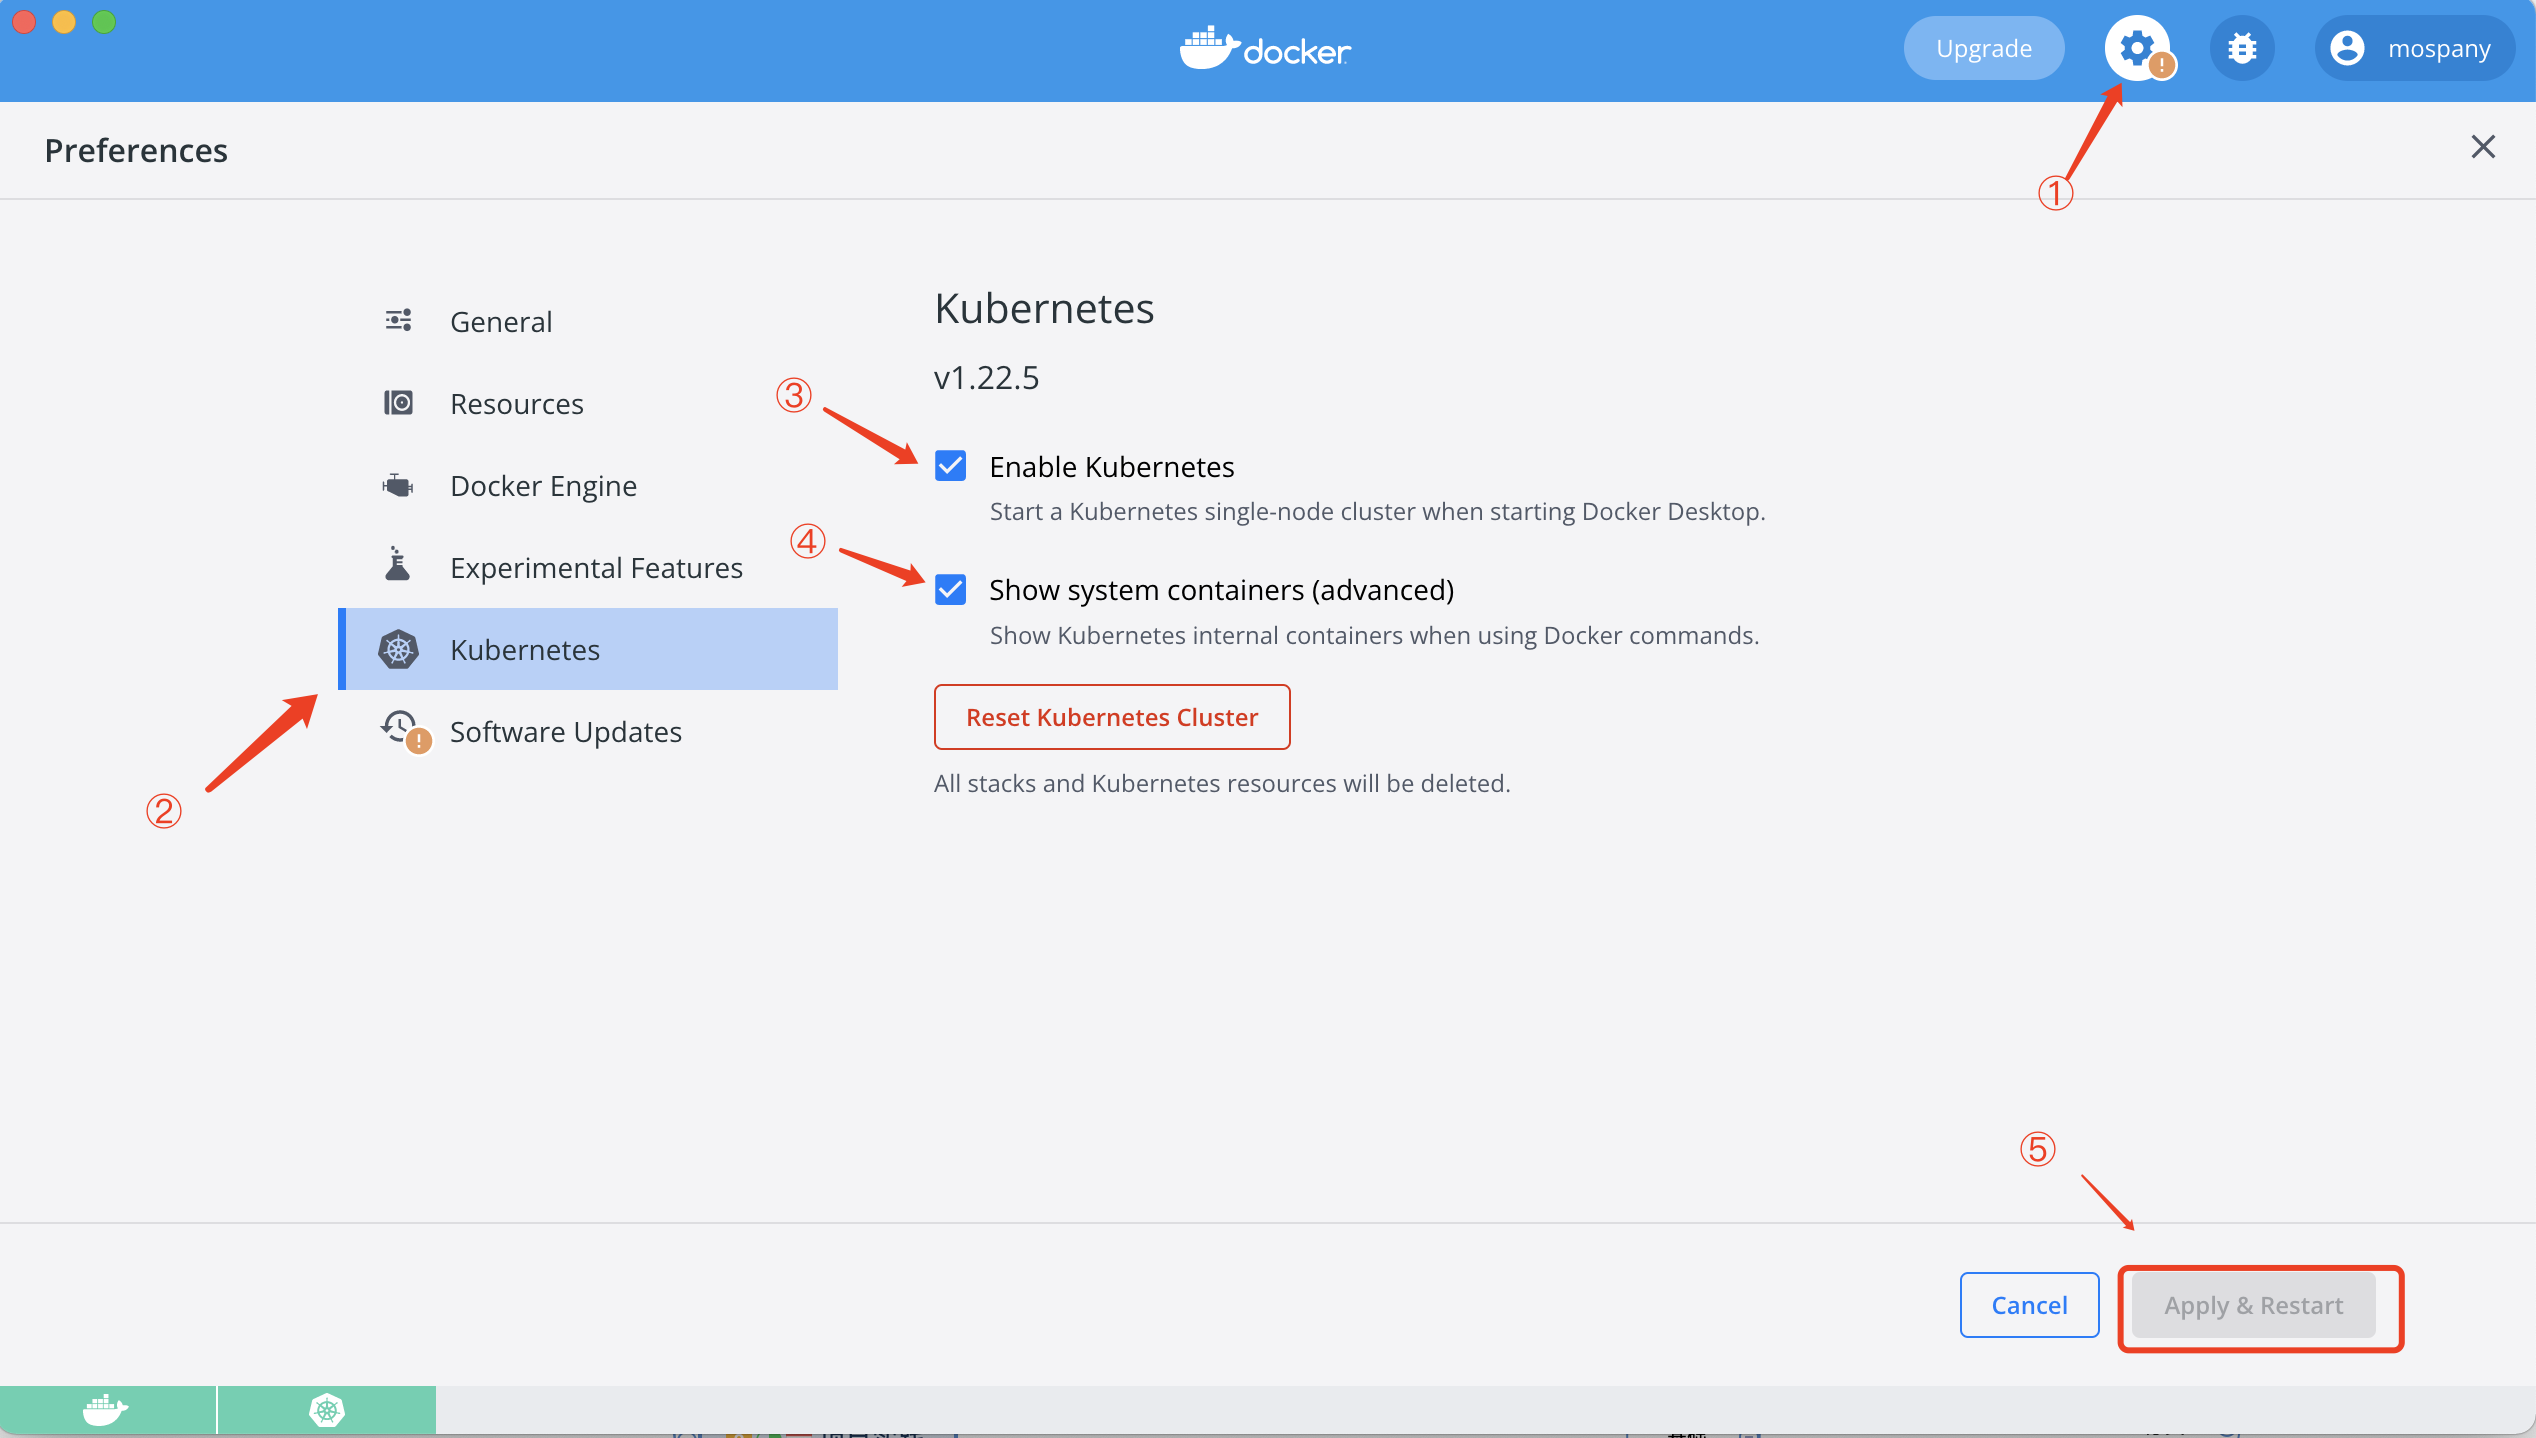 docker
Upgrade
mospany
Preferences
①
General
Resources
Docker Engine
Experimental Features
Kubernetes
Software Updates
②
Kubernetes
v1.22.5
③
Enable Kubernetes
Start a Kubernetes single-node cluster when starting Docker Desktop.
④
Show system containers (advanced)
Show Kubernetes internal containers when using Docker commands.
Reset Kubernetes Cluster
All stacks and Kubernetes resources will be deleted.
⑤
Cancel
Apply & Restart